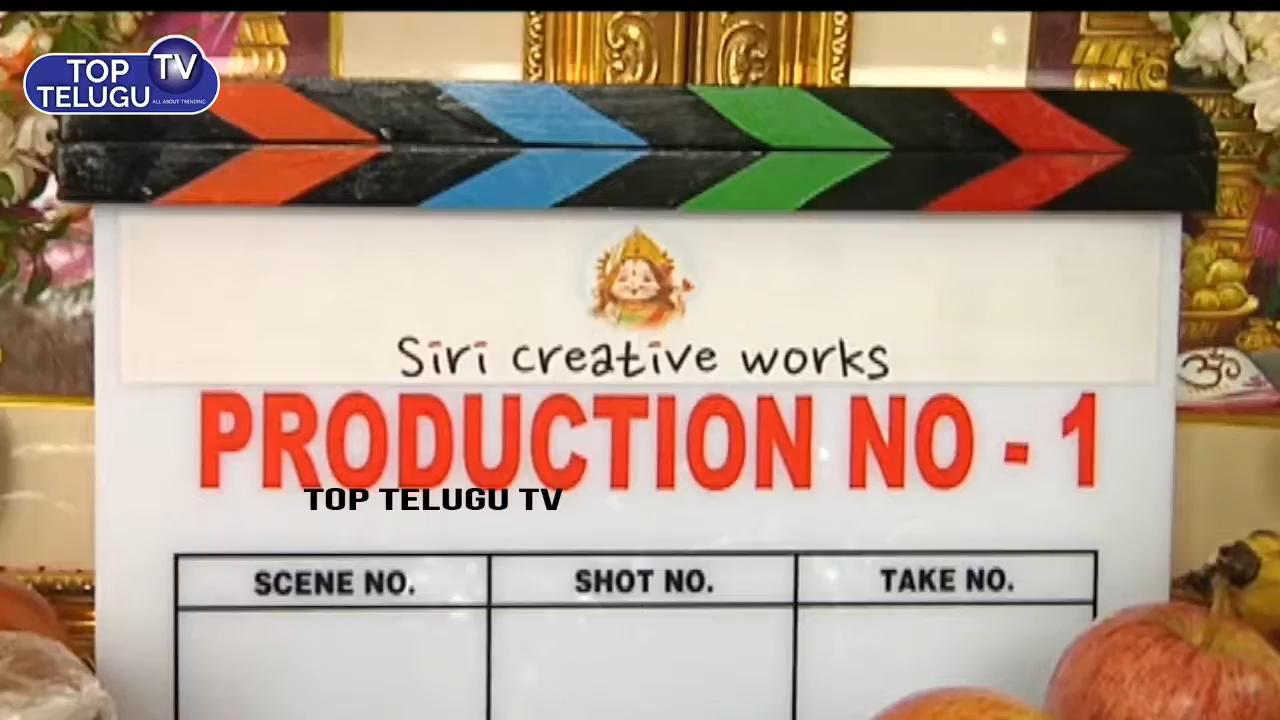 TOP TV
TELUGU
ALL ABOUT TRENDING
Siri creative works
PRODUCTION NO - 1
TOP TELUGU TV
SCENE NO. SHOT NO. TAKE NO.
ॐ